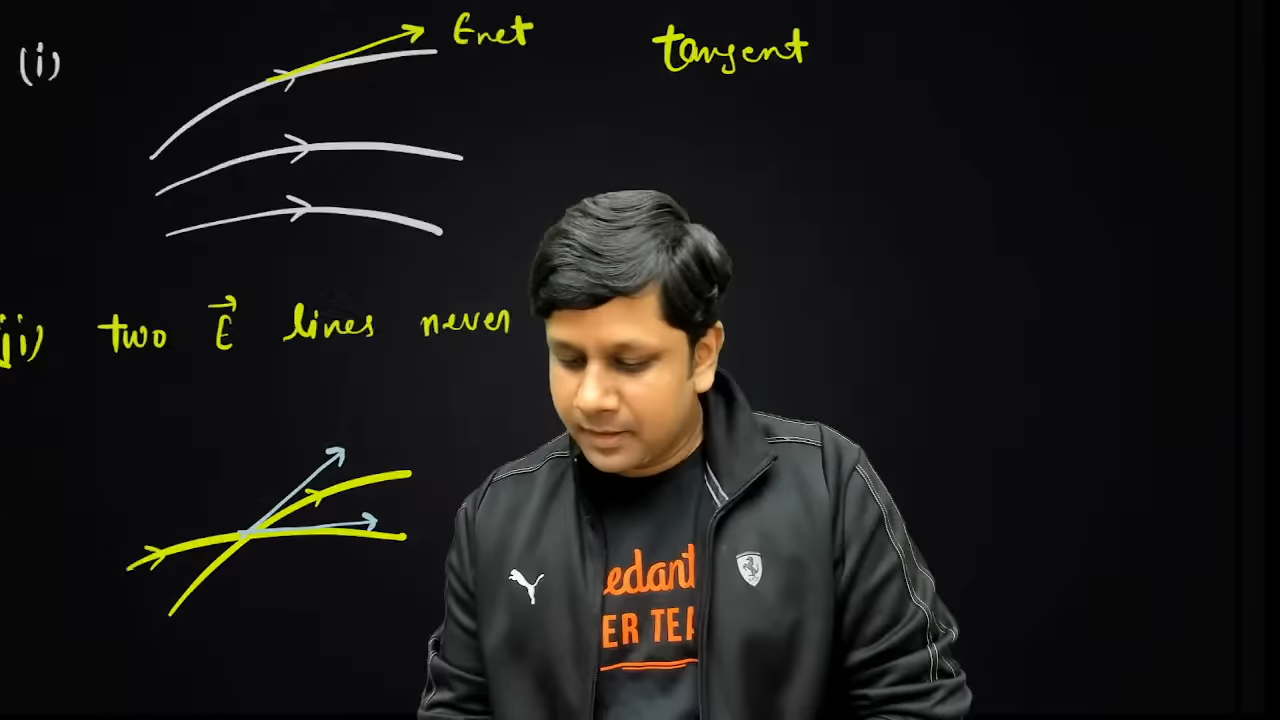 (i)
Enet
tangent
(ii) two E⃗ lines never
edant
ER TEA